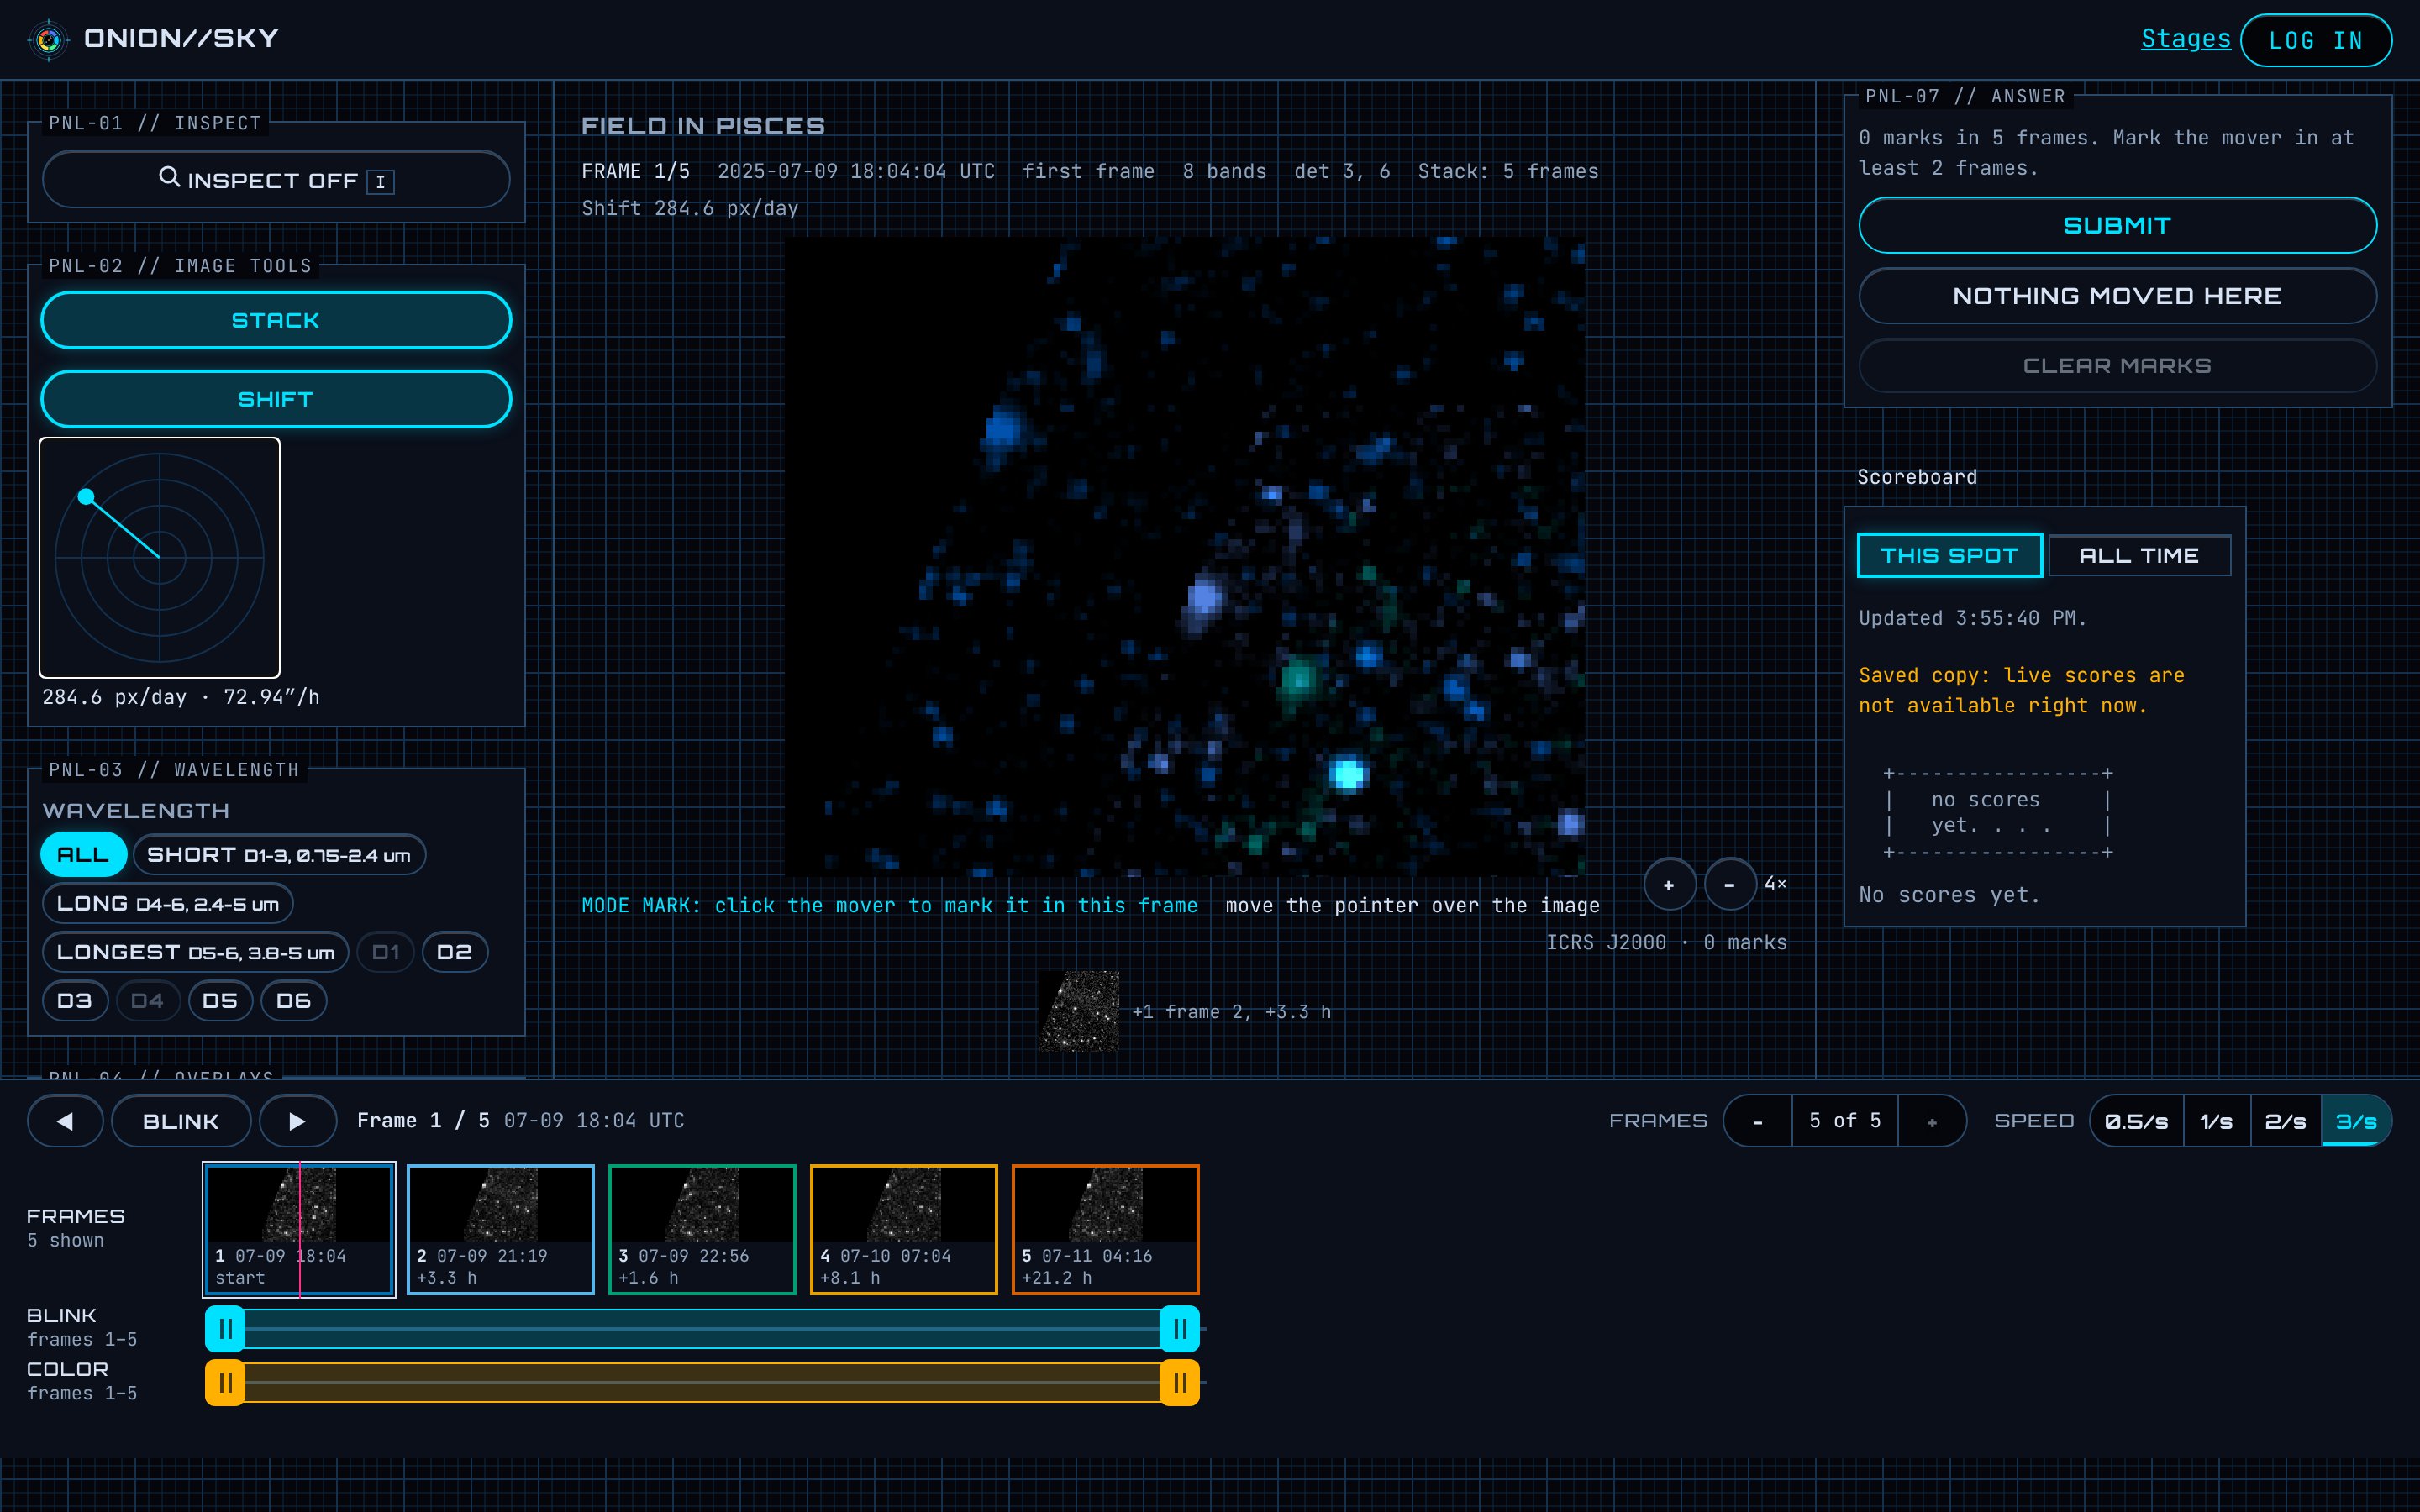 ONION//SKY
Stages
LOG IN
PNL-01 // INSPECT
INSPECT OFF I
PNL-02 // IMAGE TOOLS
STACK
SHIFT
284.6 px/day · 72.94″/h
PNL-03 // WAVELENGTH
WAVELENGTH
ALL
SHORT D1-3, 0.75-2.4 um
LONG D4-6, 2.4-5 um
LONGEST D5-6, 3.8-5 um
D1
D2
D3
D4
D5
D6
PNL-04 // OVERLAYS
FIELD IN PISCES
FRAME 1/5 2025-07-09 18:04:04 UTC first frame 8 bands det 3, 6 Stack: 5 frames
Shift 284.6 px/day
MODE MARK: click the mover to mark it in this frame move the pointer over the image
+
-
4×
ICRS J2000 · 0 marks
+1 frame 2, +3.3 h
PNL-07 // ANSWER
0 marks in 5 frames. Mark the mover in at
least 2 frames.
SUBMIT
NOTHING MOVED HERE
CLEAR MARKS
Scoreboard
THIS SPOT
ALL TIME
Updated 3:55:40 PM.
Saved copy: live scores are
not available right now.
+-----------------+
|   no scores     |
|   yet. . . .    |
+-----------------+
No scores yet.
BLINK
Frame 1 / 5 07-09 18:04 UTC
FRAMES
-
5 of 5
+
SPEED
0.5/s
1/s
2/s
3/s
FRAMES
5 shown
1 07-09 18:04
start
2 07-09 21:19
+3.3 h
3 07-09 22:56
+1.6 h
4 07-10 07:04
+8.1 h
5 07-11 04:16
+21.2 h
BLINK
frames 1–5
COLOR
frames 1–5